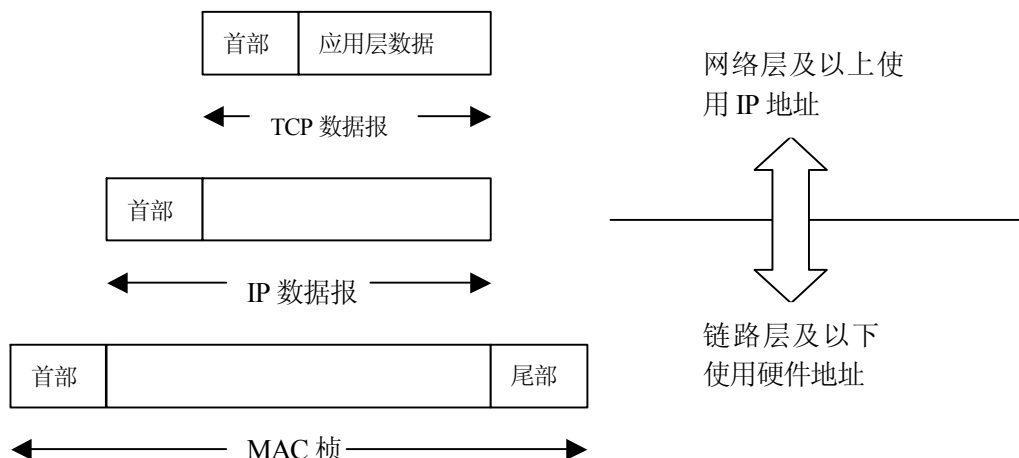 首部 应用层数据
TCP 数据报
网络层及以上使
用 IP 地址
首部
IP 数据报
链路层及以下
使用硬件地址
首部 尾部
MAC 桢